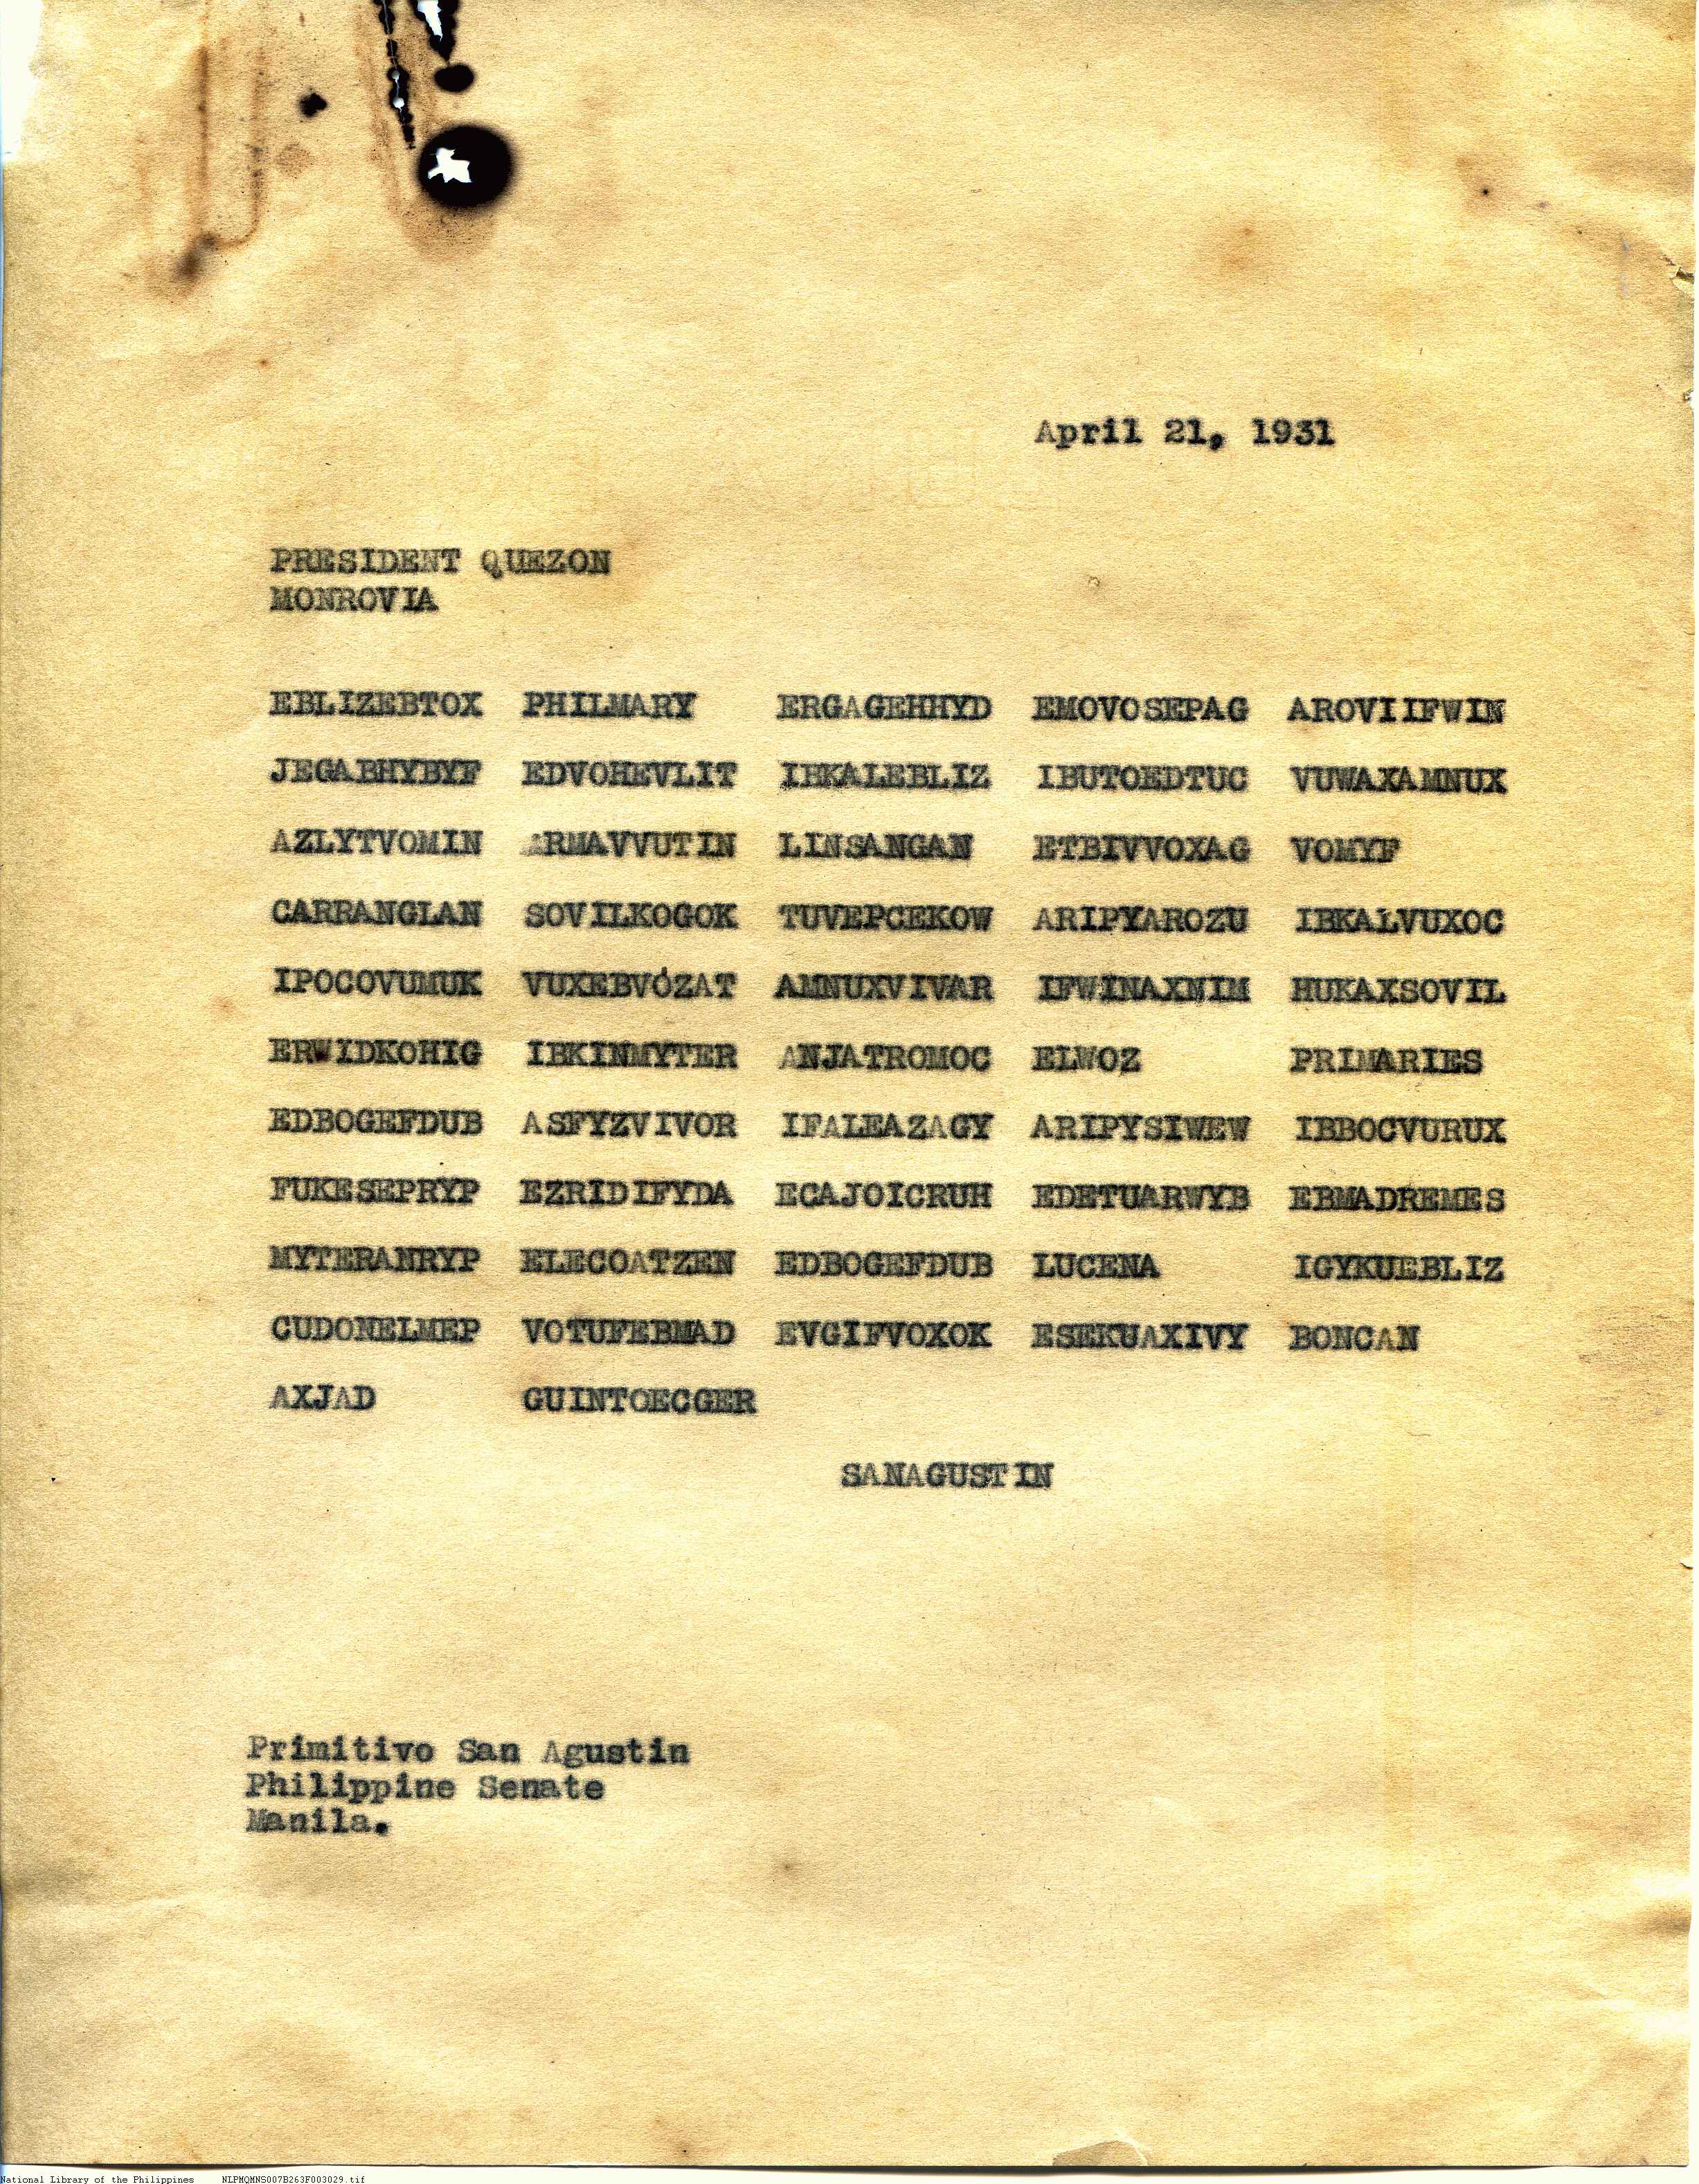 April 21, 1931
PRESIDENT QUEZON
MONROVIA
EBLIZEBTOX PHILMARY ERGAGEHHYD EMOVOSEPAG AROVIIFWIN
JEGABHYBYF EDVOHEVLIT IBKALEBLIZ IBUTOEDTUC VUWAXAMNUX
AZLYTVOMIN ARMAVVUTIN LINSANGAN ETBIVVOXAG VOMYF
CARRANGLAN SOVILKOGOK TUVEPCEKOW ARIPYAROZU IBKALVUXOC
IPOCOVUMUK VUXEBVOZAT AMNUXVIVAR IFWINAXNIM HUKAXSOVIL
ERWIDKOHIG IBKINMYTER ANJATROMOC ELWOZ PRIMARIES
EDBOGEFDUB ASFYZVIVOR IFALEAZAGY ARIPYSIWEW IBBOCVURUX
FUKESEPRYP EZRIDIFYDA ECAJOICRUH EDETUARWYB EBMADREMES
MYTERANRYP ELECOATZEN EDBOGEFDUB LUCENA IGYKUEBLIZ
CUDONELMEP VOTUFEBMAD EVGIFVOXOK ESEKUAXIVY BONCAN
AXJAD GUINTOECGER
SANAGUSTIN
Primitivo San Agustin
Philippine Senate
Manila.
National Library of the Philippines NLPMQMNS007B263F003029.tif